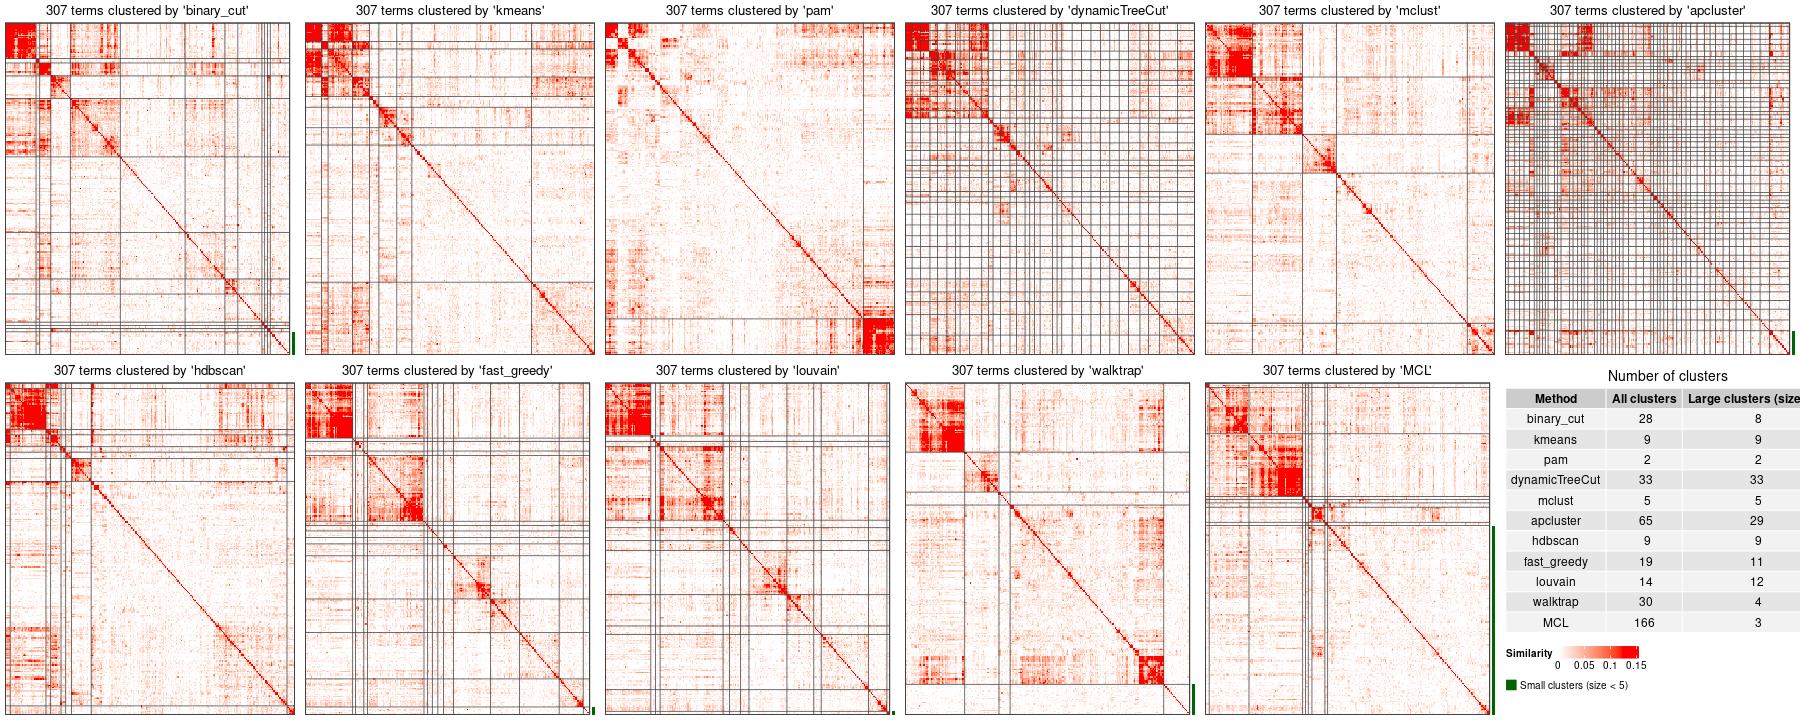 307 terms clustered by 'binary_cut'
307 terms clustered by 'kmeans'
307 terms clustered by 'pam'
307 terms clustered by 'dynamicTreeCut'
307 terms clustered by 'mclust'
307 terms clustered by 'apcluster'
307 terms clustered by 'hdbscan'
307 terms clustered by 'fast_greedy'
307 terms clustered by 'louvain'
307 terms clustered by 'walktrap'
307 terms clustered by 'MCL'
Number of clusters
Method All clusters Large clusters (size
binary_cut 28 8
kmeans 9 9
pam 2 2
dynamicTreeCut 33 33
mclust 5 5
apcluster 65 29
hdbscan 9 9
fast_greedy 19 11
louvain 14 12
walktrap 30 4
MCL 166 3
Similarity
0 0.05 0.1 0.15
Small clusters (size < 5)